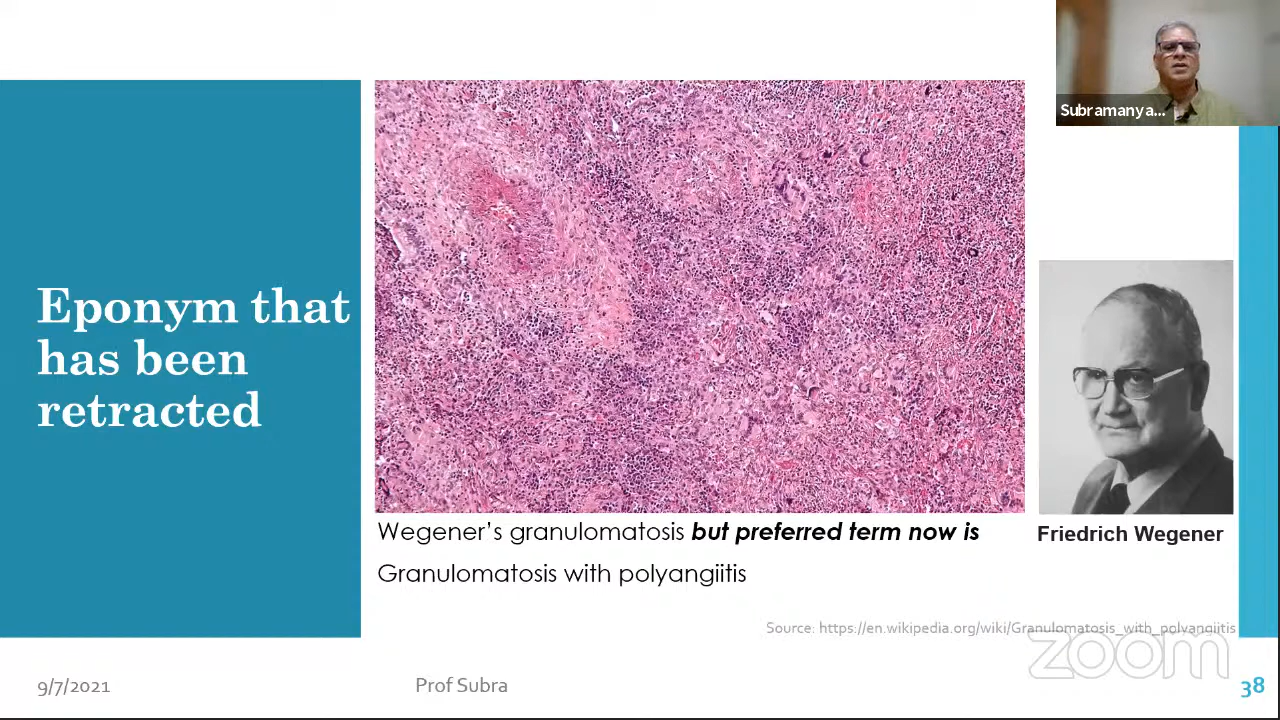 Subramanya...
Eponym that
has been
retracted
Wegener’s granulomatosis but preferred term now is
Granulomatosis with polyangiitis
Friedrich Wegener
Source: https://en.wikipedia.org/wiki/Granulomatosis_with_polyangiitis
zoom
9/7/2021
Prof Subra
38